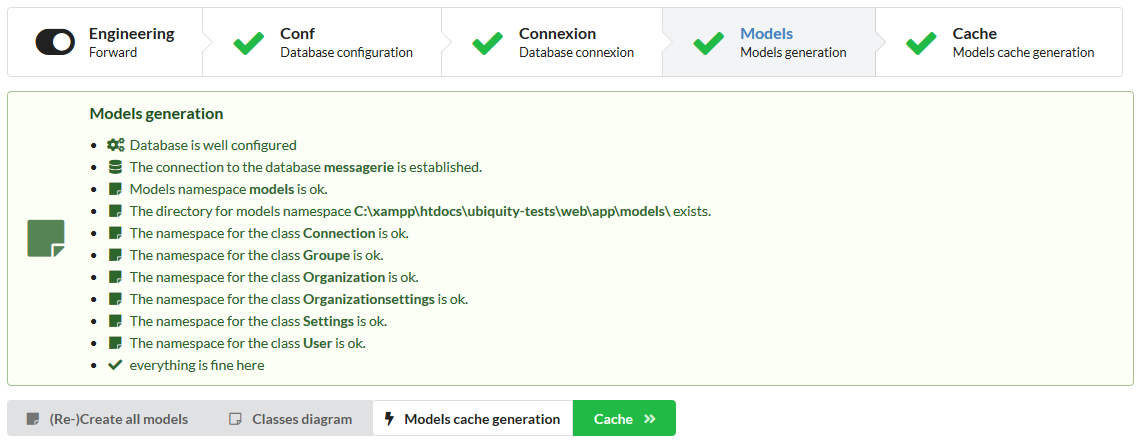 Engineering
Forward
Conf
Database configuration
Connexion
Database connexion
Models
Models generation
Cache
Models cache generation
Models generation
Database is well configured
The connection to the database messagerie is established.
Models namespace models is ok.
The directory for models namespace C:\xampp\htdocs\ubiquity-tests\web\app\models\ exists.
The namespace for the class Connection is ok.
The namespace for the class Groupe is ok.
The namespace for the class Organization is ok.
The namespace for the class Organizationsettings is ok.
The namespace for the class Settings is ok.
The namespace for the class User is ok.
everything is fine here
(Re-)Create all models
Classes diagram
Models cache generation
Cache